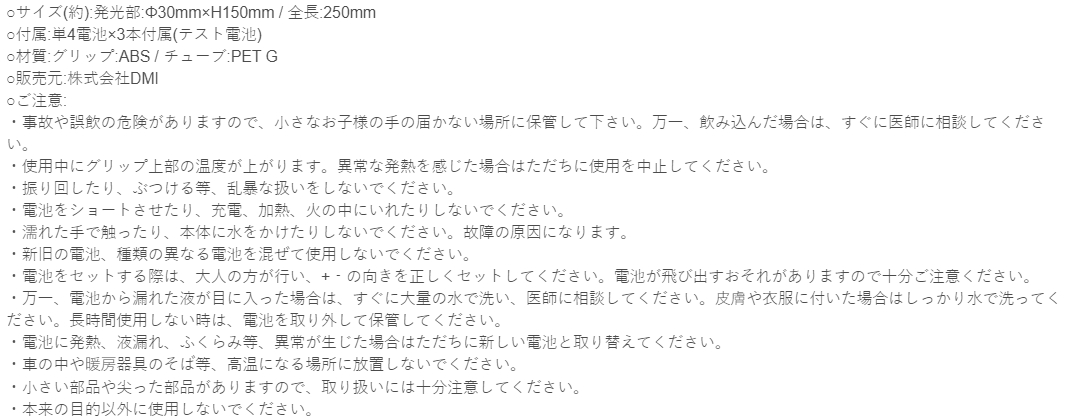 ○サイズ(約):発光部:Φ30mm×H150mm / 全長:250mm
○付属:単4電池×3本付属(テスト電池)
○材質:グリップ:ABS / チューブ:PET G
○販売元:株式会社DMI
○ご注意:
・事故や誤飲の危険がありますので、小さなお子様の手の届かない場所に保管して下さい。万一、飲み込んだ場合は、すぐに医師に相談してくださ
い。
・使用中にグリップ上部の温度が上がります。異常な発熱を感じた場合はただちに使用を中止してください。
・振り回したり、ぶつける等、乱暴な扱いをしないでください。
・電池をショートさせたり、充電、加熱、火の中にいれたりしないでください。
・濡れた手で触ったり、本体に水をかけたりしないでください。故障の原因になります。
・新旧の電池、種類の異なる電池を混ぜて使用しないでください。
・電池をセットする際は、大人の方が行い、+ - の向きを正しくセットしてください。電池が飛び出すおそれがありますので十分ご注意ください。
・万一、電池から漏れた液が目に入った場合は、すぐに大量の水で洗い、医師に相談してください。皮膚や衣服に付いた場合はしっかり水で洗ってく
ださい。長時間使用しない時は、電池を取り外して保管してください。
・電池に発熱、液漏れ、ふくらみ等、異常が生じた場合はただちに新しい電池と取り替えてください。
・車の中や暖房器具のそば等、高温になる場所に放置しないでください。
・小さい部品や尖った部品がありますので、取り扱いには十分注意してください。
・本来の目的以外に使用しないでください。